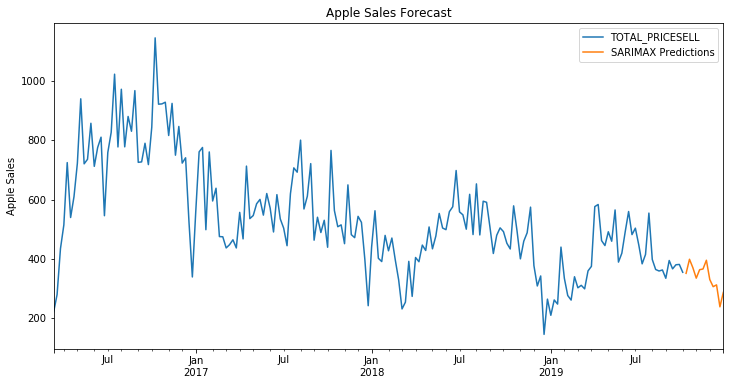 Apple Sales Forecast
TOTAL_PRICESELL
SARIMAX Predictions
Apple Sales
1000
800
600
400
200
Jul
Jan
2017
Jul
Jan
2018
Jul
Jan
2019
Jul